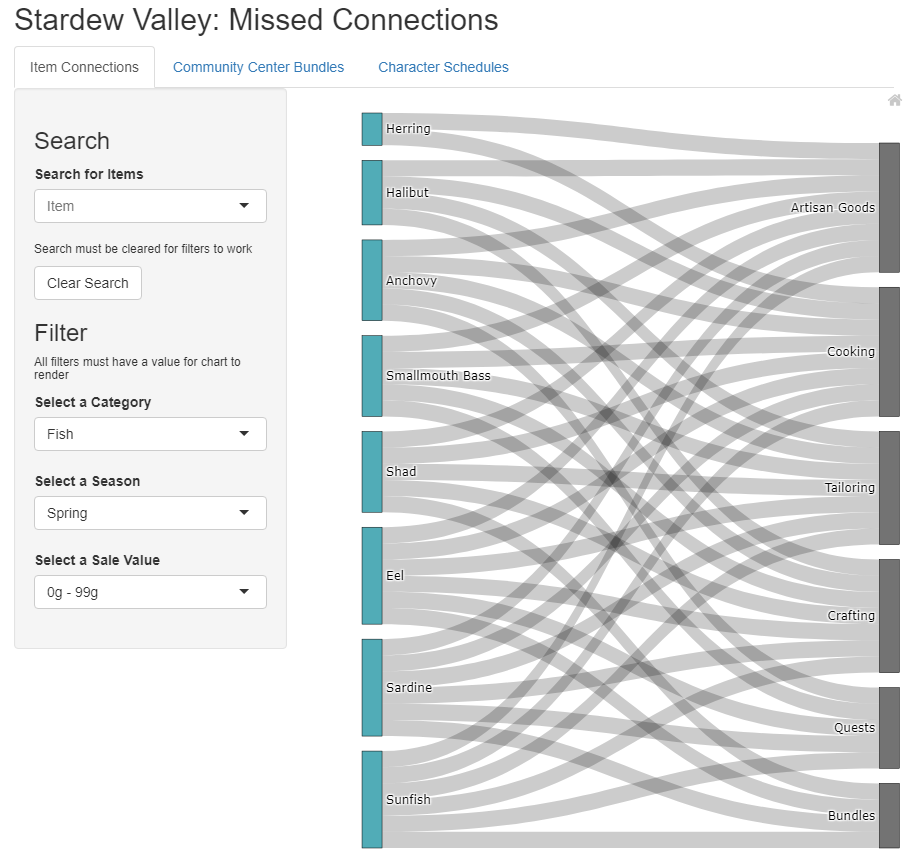 Stardew Valley: Missed Connections
Item Connections
Community Center Bundles
Character Schedules
Search
Search for Items
Item
Search must be cleared for filters to work
Clear Search
Filter
All filters must have a value for chart to
render
Select a Category
Fish
Select a Season
Spring
Select a Sale Value
0g - 99g
Herring
Halibut
Anchovy
Smallmouth Bass
Shad
Eel
Sardine
Sunfish
Artisan Goods
Cooking
Tailoring
Crafting
Quests
Bundles